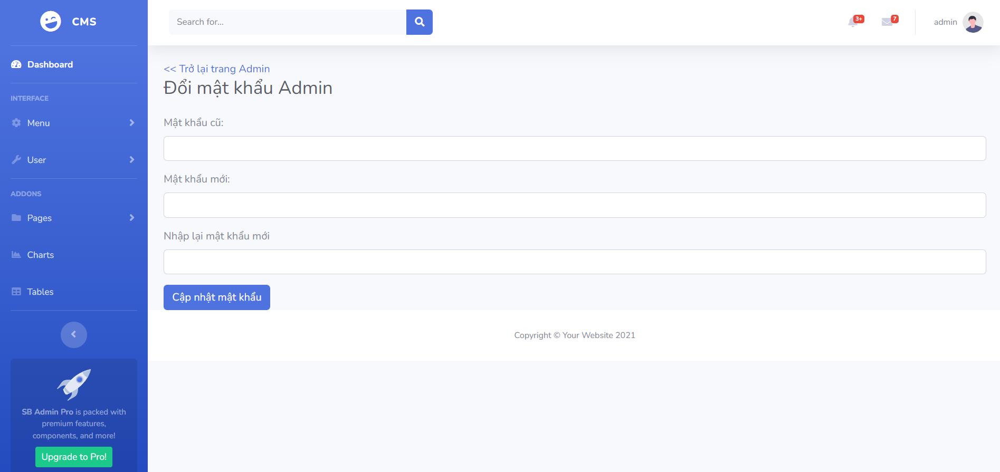 CMS
Search for...
3+
7
admin
Dashboard
INTERFACE
Menu
User
ADDONS
Pages
Charts
Tables
SB Admin Pro is packed with
premium features,
components, and more!
Upgrade to Pro!
<< Trở lại trang Admin
Đổi mật khẩu Admin
Mật khẩu cũ:
Mật khẩu mới:
Nhập lại mật khẩu mới
Cập nhật mật khẩu
Copyright © Your Website 2021